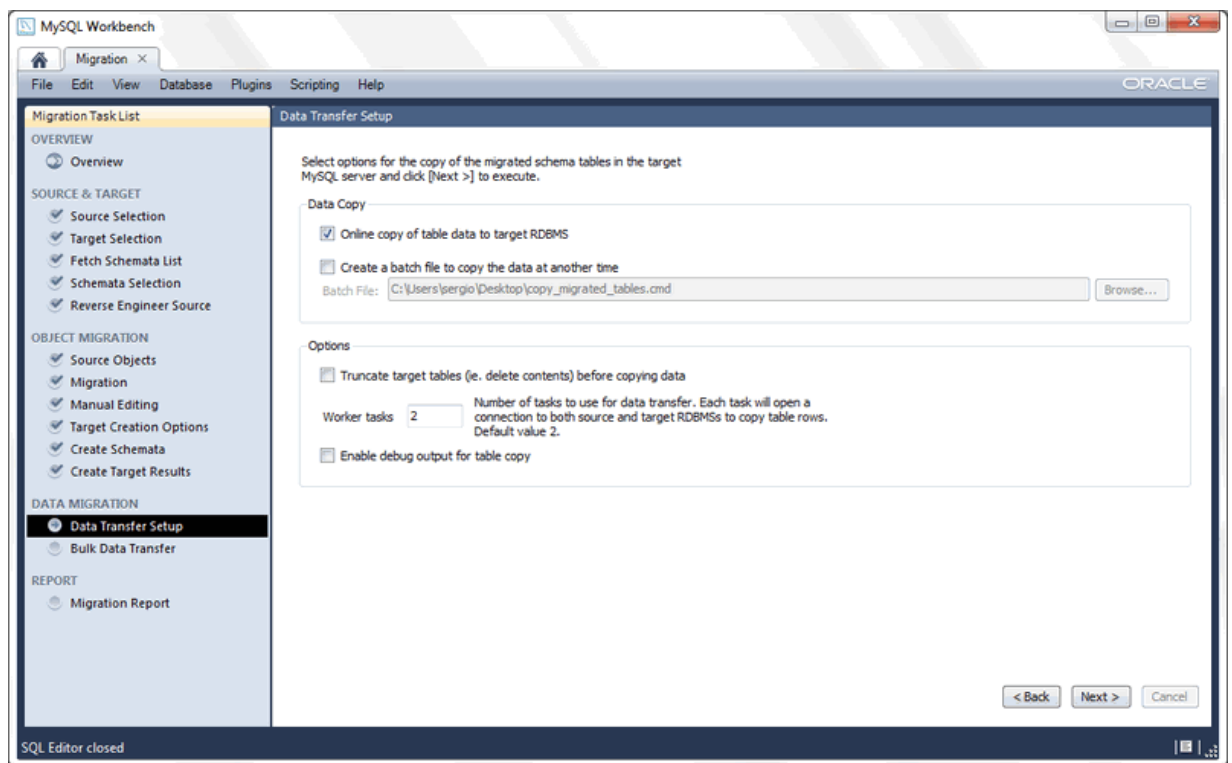 MySQL Workbench
Migration
File Edit View Database Plugins Scripting Help
ORACLE
Migration Task List
OVERVIEW
Overview
SOURCE & TARGET
Source Selection
Target Selection
Fetch Schemata List
Schemata Selection
Reverse Engineer Source
OBJECT MIGRATION
Source Objects
Migration
Manual Editing
Target Creation Options
Create Schemata
Create Target Results
DATA MIGRATION
Data Transfer Setup
Bulk Data Transfer
REPORT
Migration Report
Data Transfer Setup
Select options for the copy of the migrated schema tables in the target
MySQL server and click [Next >] to execute.
Data Copy
Online copy of table data to target RDBMS
Create a batch file to copy the data at another time
Batch File: C:\Users\sergio\Desktop\copy_migrated_tables.cmd Browse...
Options
Truncate target tables (ie. delete contents) before copying data
Worker tasks 2
Number of tasks to use for data transfer. Each task will open a
connection to both source and target RDBMSs to copy table rows.
Default value 2.
Enable debug output for table copy
< Back Next > Cancel
SQL Editor closed